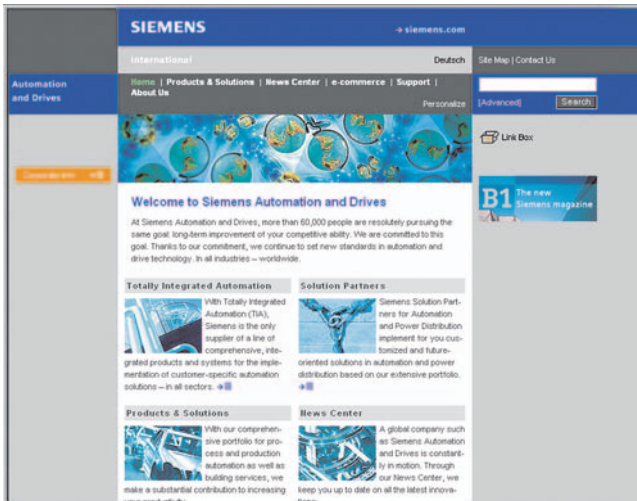 SIEMENS
→ siemens.com
International
Deutsch
Site Map | Contact Us
Automation
and Drives
Home | Products & Solutions | News Center | e-commerce | Support |
About Us
Personalize
[Advanced]
Search
Link Box
B1 The new
Siemens magazine
Welcome to Siemens Automation and Drives
At Siemens Automation and Drives, more than 60,000 people are resolutely pursuing the
same goal: long-term improvement of your competitive ability. We are committed to this
goal. Thanks to our commitment, we continue to set new standards in automation and
drive technology. In all industries – worldwide.
Totally Integrated Automation
With Totally Integrated
Automation (TIA),
Siemens is the only
supplier of a line of
comprehensive, inte-
grated products and systems for the imple-
mentation of customer-specific automation
solutions – in all sectors.
Solution Partners
Siemens Solution Part-
ners for Automation
and Power Distribution
implement for you cus-
tomized and future-
oriented solutions in automation and power
distribution based on our extensive portfolio.
Products & Solutions
With our comprehen-
sive portfolio for pro-
cess and production
automation as well as
building services, we
make a substantial contribution to increasing
News Center
A global company such
as Siemens Automation
and Drives is constant-
ly in motion. Through
our News Center, we
keep you up to date on all the latest innova-